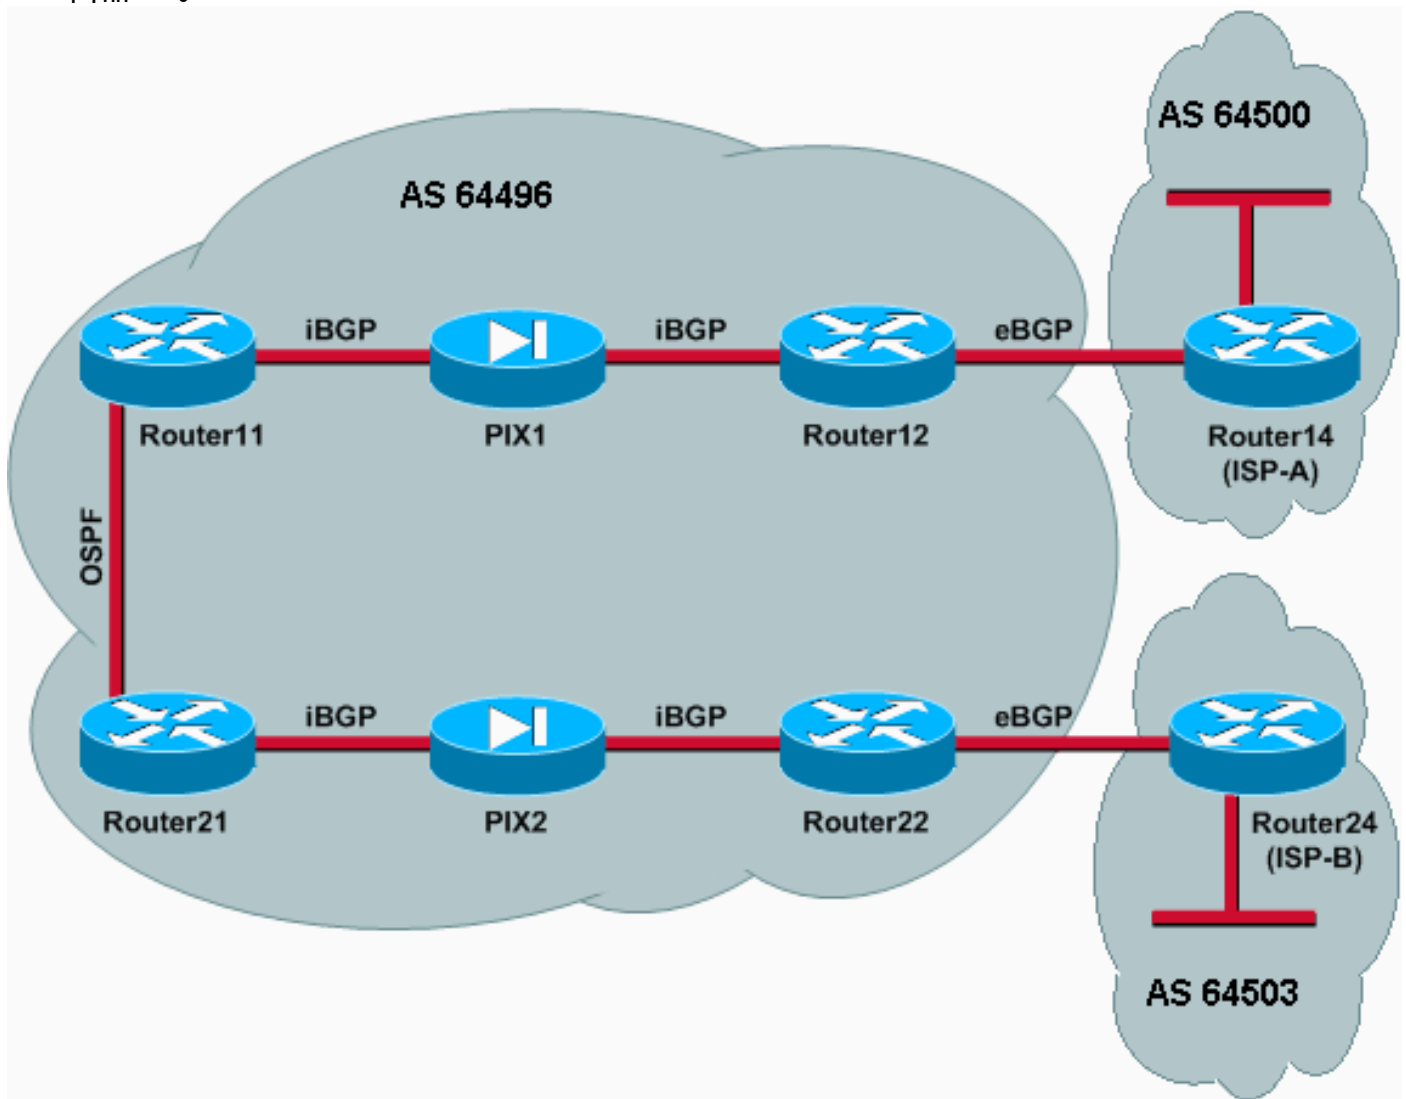 AS 64500
AS 64496
iBGP
iBGP
eBGP
Router11
PIX1
Router12
Router14
(ISP-A)
OSPF
iBGP
iBGP
eBGP
Router21
PIX2
Router22
Router24
(ISP-B)
AS 64503